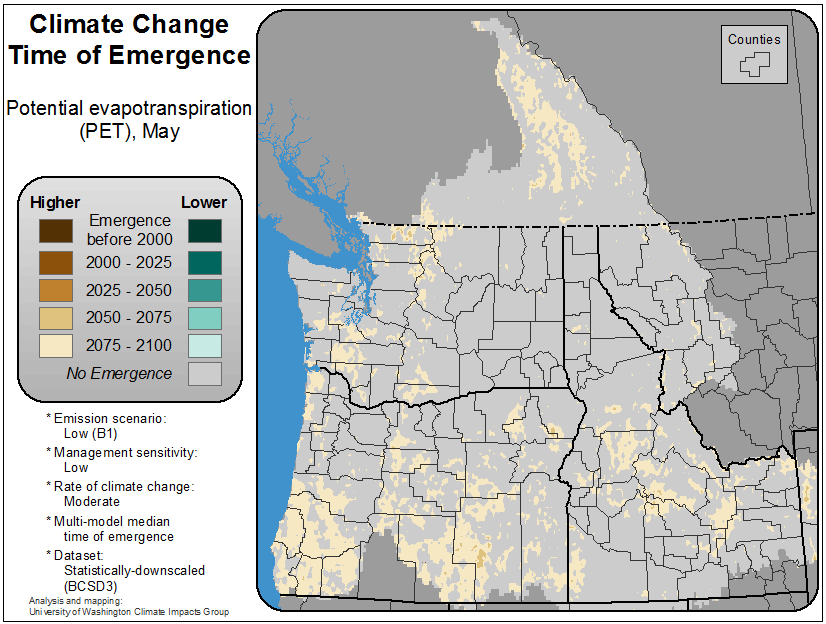 Climate Change
Time of Emergence
Potential evapotranspiration
(PET), May
Counties
Higher
Lower
Emergence
before 2000
2000 - 2025
2025 - 2050
2050 - 2075
2075 - 2100
No Emergence
* Emission scenario:
Low (B1)
* Management sensitivity:
Low
* Rate of climate change:
Moderate
* Multi-model median
time of emergence
* Dataset:
Statistically-downscaled
(BCSD3)
Analysis and mapping:
University of Washington Climate Impacts Group